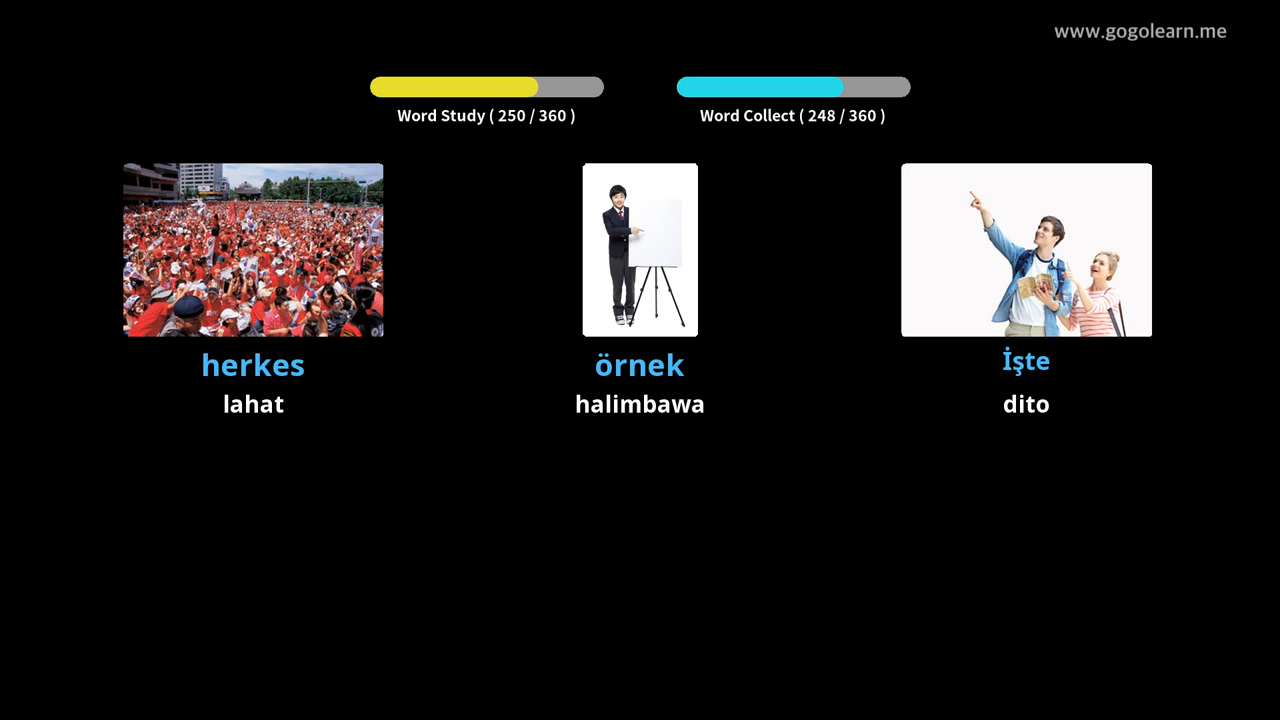 www.gogolearn.me
Word Study ( 250 / 360 )
Word Collect ( 248 / 360 )
herkes
örnek
İşte
lahat
halimbawa
dito